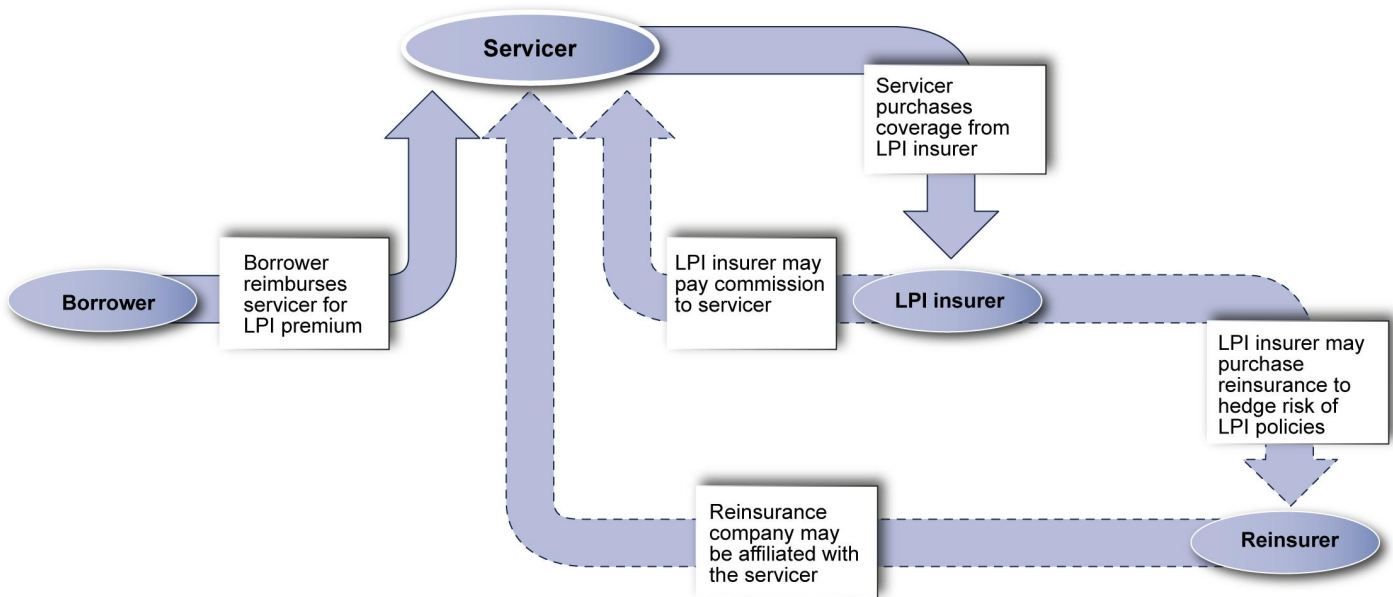 Servicer
Servicer
purchases
coverage from
LPI insurer
Borrower
Borrower
reimburses
servicer for
LPI premium
LPI insurer may
pay commission
to servicer
LPI insurer
LPI insurer may
purchase
reinsurance to
hedge risk of
LPI policies
Reinsurance
company may
be affiliated with
the servicer
Reinsurer